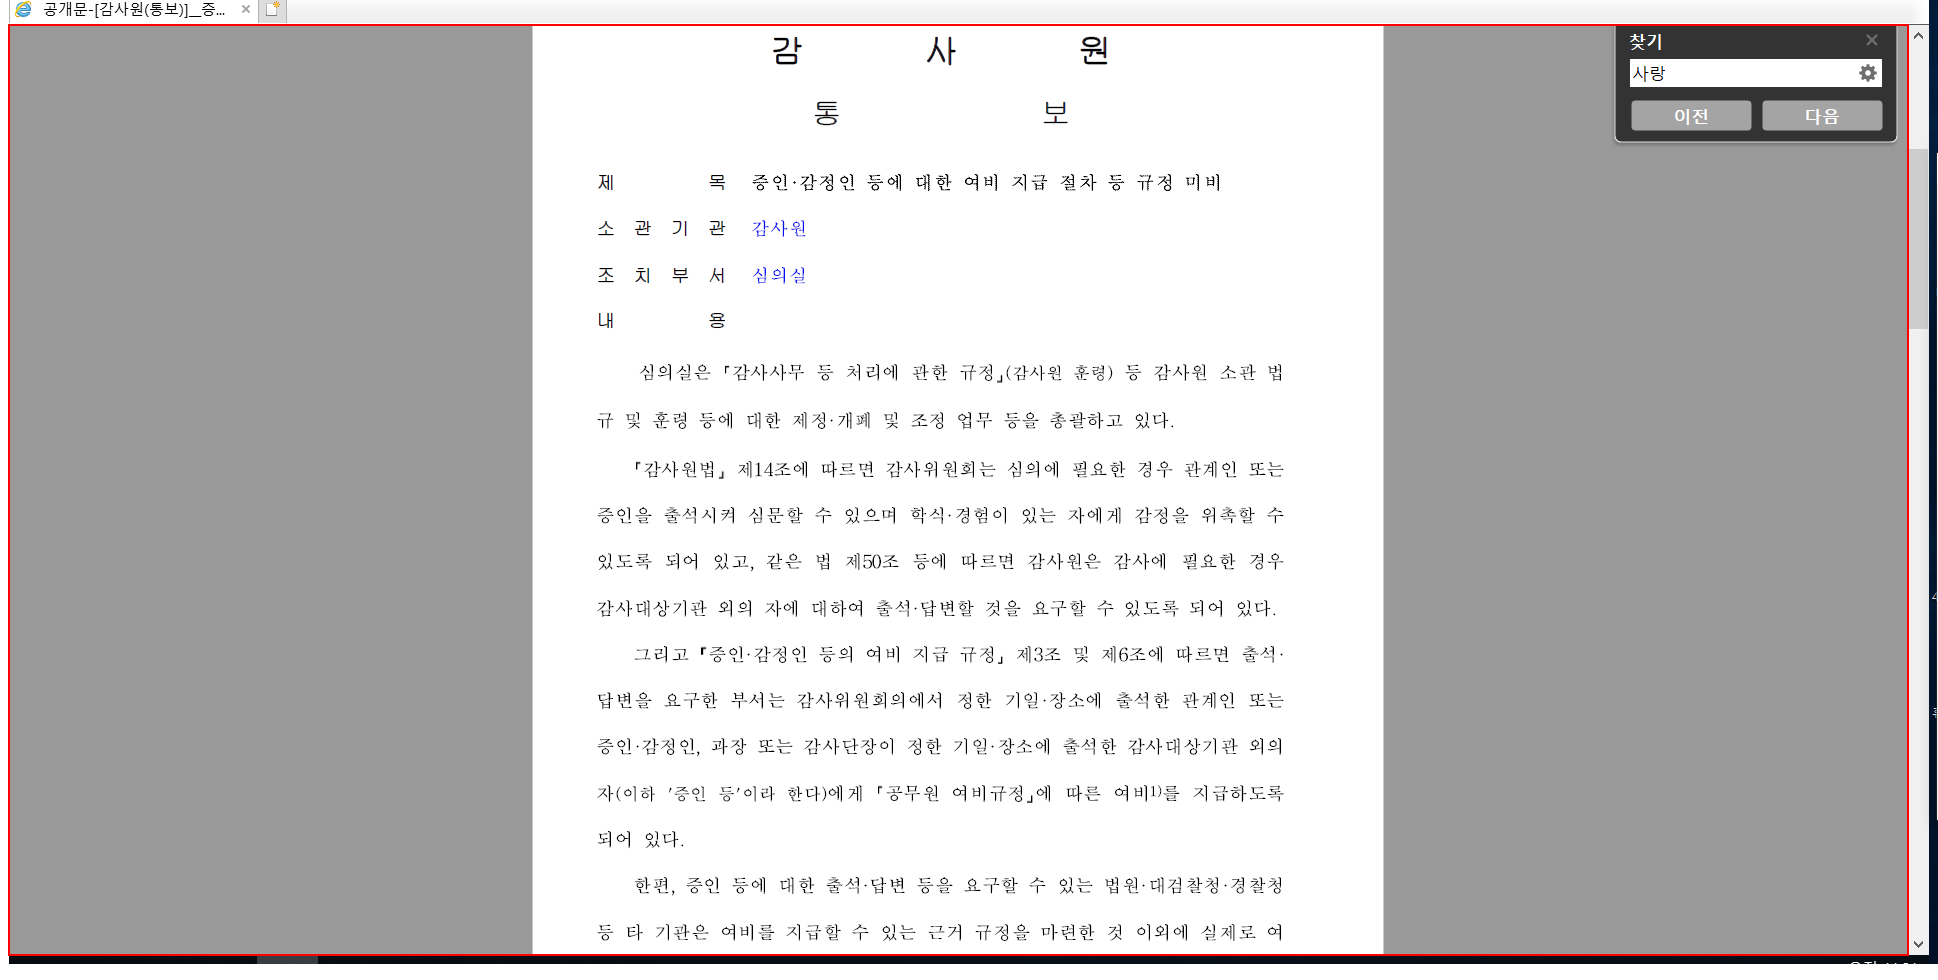 공개문-[감사원(통보)]__증...
찾기
사랑
이전 다음
감 사 원
통 보
제 목 증인·감정인 등에 대한 여비 지급 절차 등 규정 미비
소 관 기 관 감사원
조 치 부 서 심의실
내 용
심의실은 「감사사무 등 처리에 관한 규정」(감사원 훈령) 등 감사원 소관 법
규 및 훈령 등에 대한 제정·개폐 및 조정 업무 등을 총괄하고 있다.
「감사원법」 제14조에 따르면 감사위원회는 심의에 필요한 경우 관계인 또는
증인을 출석시켜 심문할 수 있으며 학식·경험이 있는 자에게 감정을 위촉할 수
있도록 되어 있고, 같은 법 제50조 등에 따르면 감사원은 감사에 필요한 경우
감사대상기관 외의 자에 대하여 출석·답변할 것을 요구할 수 있도록 되어 있다.
그리고 「증인·감정인 등의 여비 지급 규정」 제3조 및 제6조에 따르면 출석·
답변을 요구한 부서는 감사위원회의에서 정한 기일·장소에 출석한 관계인 또는
증인·감정인, 과장 또는 감사단장이 정한 기일·장소에 출석한 감사대상기관 외의
자(이하 '증인 등'이라 한다)에게 「공무원 여비규정」에 따른 여비1)를 지급하도록
되어 있다.
한편, 증인 등에 대한 출석·답변 등을 요구할 수 있는 법원·대검찰청·경찰청
등 타 기관은 여비를 지급할 수 있는 근거 규정을 마련한 것 이외에 실제로 여